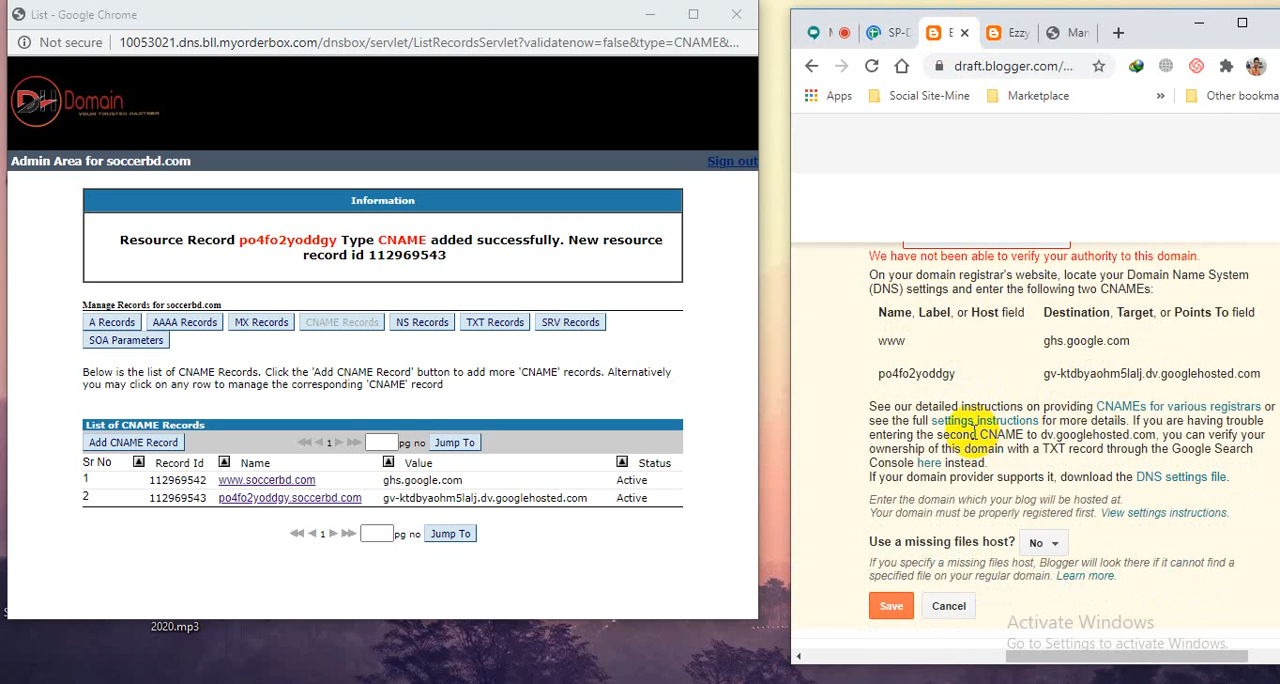 List - Google Chrome
Not secure | 10053021.dns.bll.myorderbox.com/dnsbox/servlet/ListRecordsServlet?validatenow=false&type=CNAME&...
DH Domain
YOUR TRUSTED PARTNER
Admin Area for soccerbd.com
Sign out
Information
Resource Record po4fo2yoddgy Type CNAME added successfully. New resource
record id 112969543
Manage Records for soccerbd.com
A Records AAAA Records MX Records CNAME Records NS Records TXT Records SRV Records
SOA Parameters
Below is the list of CNAME Records. Click the 'Add CNAME Record' button to add more 'CNAME' records. Alternatively
you may click on any row to manage the corresponding 'CNAME' record
List of CNAME Records
Add CNAME Record 1 pg no Jump To
Sr No Record Id Name Value Status
1 112969542 www.soccerbd.com ghs.google.com Active
2 112969543 po4fo2yoddgy.soccerbd.com gv-ktdbyaohm5lalj.dv.googlehosted.com Active
1 pg no Jump To
2020.mp3
SP-D
E
Ezzy
Mar
draft.blogger.com/...
Apps Social Site-Mine Marketplace » Other bookma
We have not been able to verify your authority to this domain.
On your domain registrar's website, locate your Domain Name System
(DNS) settings and enter the following two CNAMEs:
Name, Label, or Host field Destination, Target, or Points To field
www ghs.google.com
po4fo2yoddgy gv-ktdbyaohm5lalj.dv.googlehosted.com
See our detailed instructions on providing CNAMEs for various registrars or
see the full settings instructions for more details. If you are having trouble
entering the second CNAME to dv.googlehosted.com, you can verify your
ownership of this domain with a TXT record through the Google Search
Console here instead.
If your domain provider supports it, download the DNS settings file.
Enter the domain which your blog will be hosted at.
Your domain must be properly registered first. View settings instructions.
Use a missing files host? No
If you specify a missing files host, Blogger will look there if it cannot find a
specified file on your regular domain. Learn more.
Save Cancel
Activate Windows
Go to Settings to activate Windows.